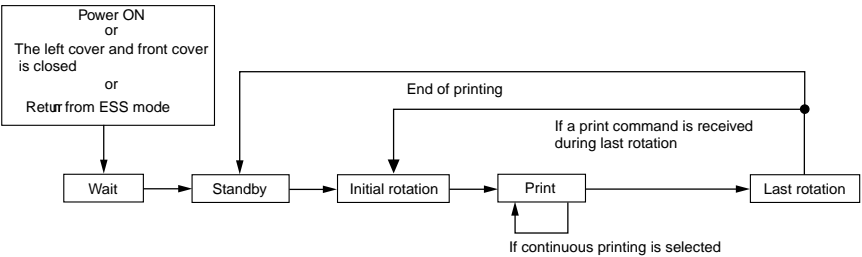 Power ON
or
The left cover and front cover
is closed
or
Return from ESS mode
End of printing
If a print command is received
during last rotation
Wait
Standby
Initial rotation
Print
Last rotation
If continuous printing is selected